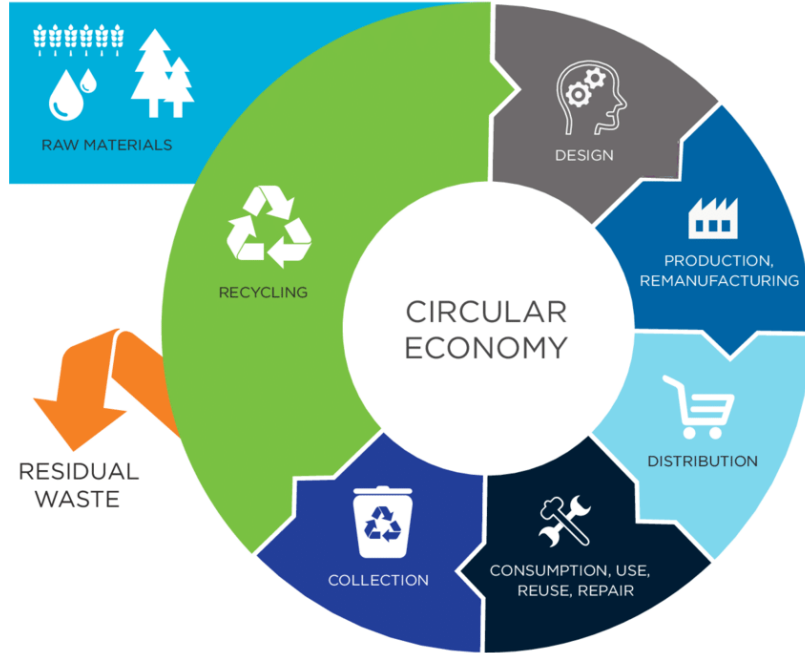 RAW MATERIALS
DESIGN
PRODUCTION,
REMANUFACTURING
RECYCLING
CIRCULAR
ECONOMY
DISTRIBUTION
RESIDUAL
WASTE
CONSUMPTION, USE,
REUSE, REPAIR
COLLECTION